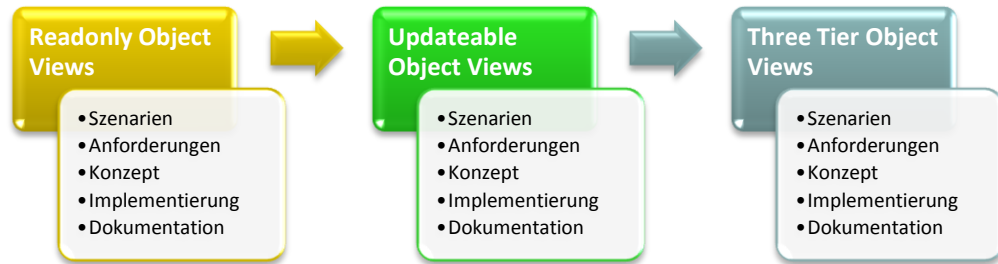 Readonly Object
Views
•Szenarien
•Anforderungen
•Konzept
•Implementierung
•Dokumentation
Updateable
Object Views
•Szenarien
•Anforderungen
•Konzept
•Implementierung
•Dokumentation
Three Tier Object
Views
•Szenarien
•Anforderungen
•Konzept
•Implementierung
•Dokumentation